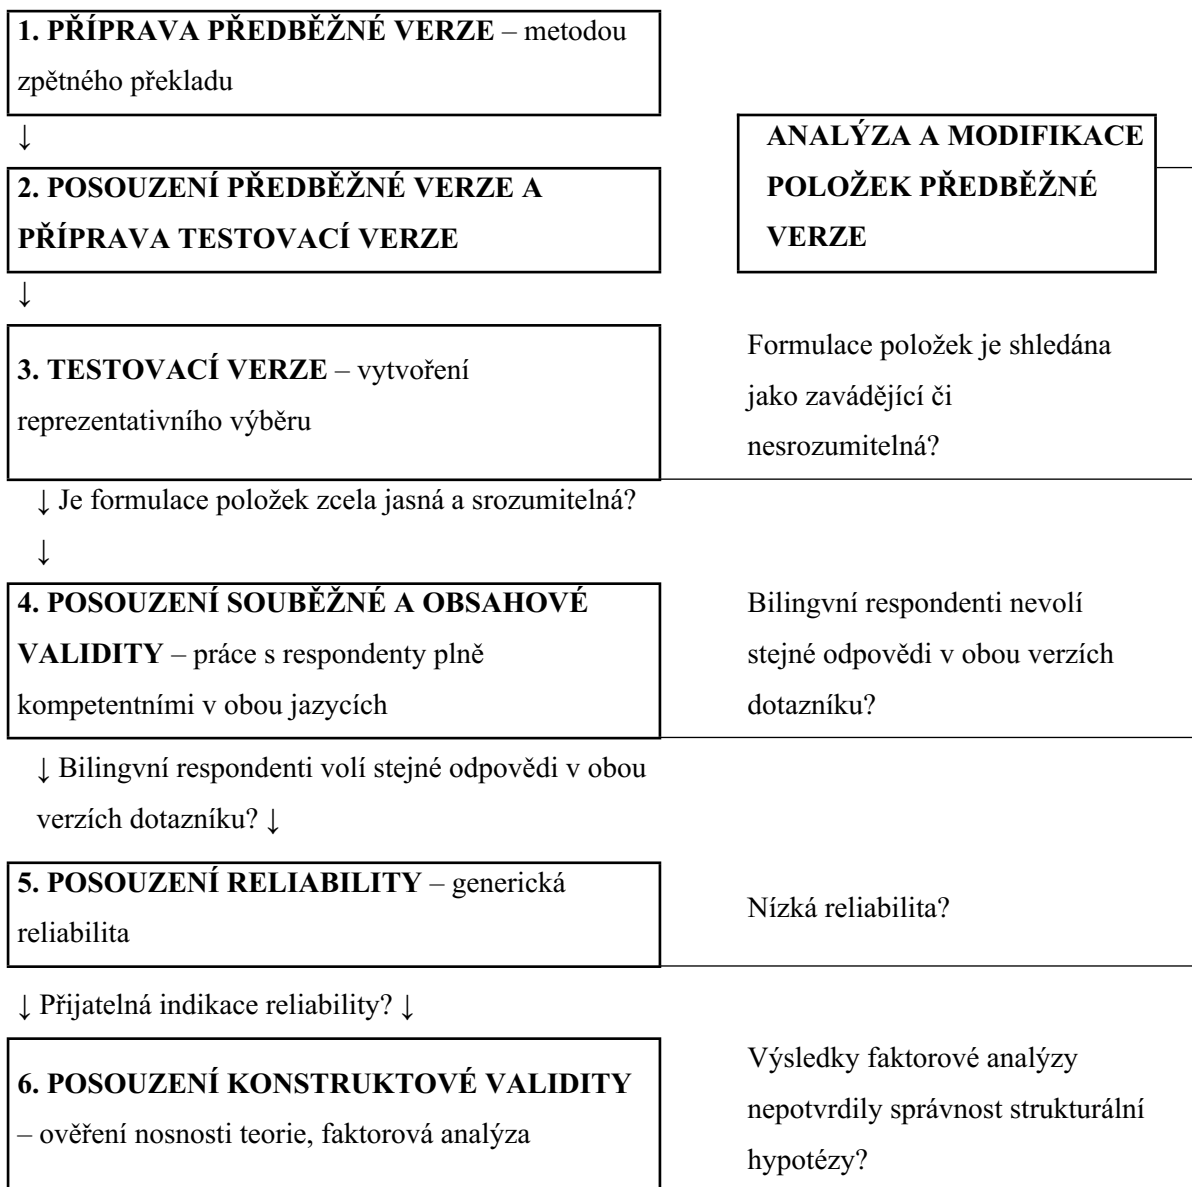 1. PŘÍPRAVA PŘEDBĚŽNÉ VERZE – metodou
zpětného překladu
↓
ANALÝZA A MODIFIKACE
POLOŽEK PŘEDBĚŽNÉ
VERZE
2. POSOUZENÍ PŘEDBĚŽNÉ VERZE A
PŘÍPRAVA TESTOVACÍ VERZE
↓
3. TESTOVACÍ VERZE – vytvoření
reprezentativního výběru
Formulace položek je shledána
jako zavádějící či
nesrozumitelná?
↓ Je formulace položek zcela jasná a srozumitelná?
↓
4. POSOUZENÍ SOUBĚŽNÉ A OBSAHOVÉ
VALIDITY – práce s respondenty plně
kompetentními v obou jazycích
Bilingvní respondenti nevolí
stejné odpovědi v obou verzích
dotazníku?
↓ Bilingvní respondenti volí stejné odpovědi v obou
verzích dotazníku? ↓
5. POSOUZENÍ RELIABILITY – generická
reliabilita
Nízká reliabilita?
↓ Přijatelná indikace reliability? ↓
6. POSOUZENÍ KONSTRUKTOVÉ VALIDITY
– ověření nosnosti teorie, faktorová analýza
Výsledky faktorové analýzy
nepotvrdily správnost strukturální
hypotézy?